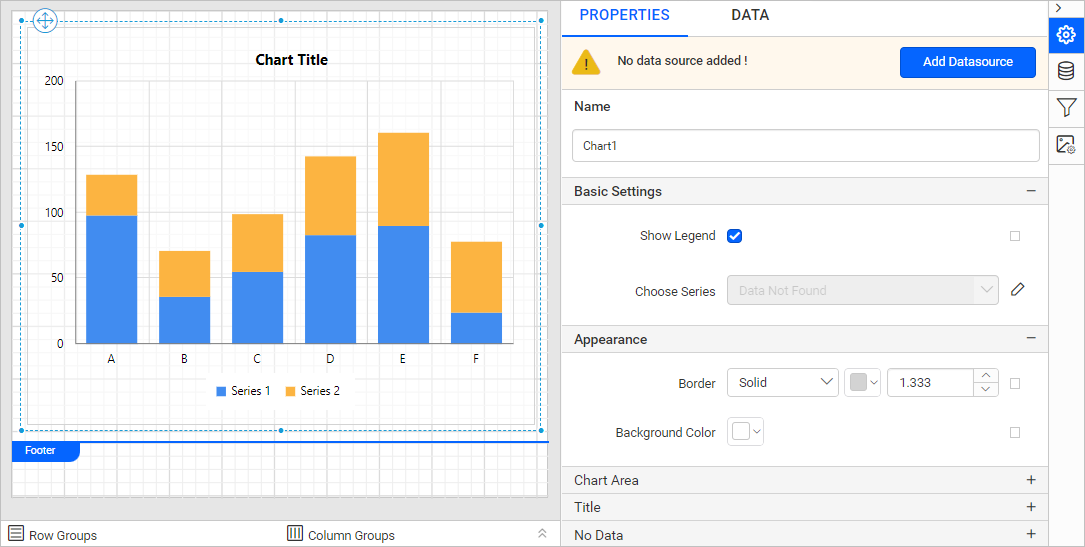 PROPERTIES DATA
No data source added ! Add Datasource
Name
Chart1
Basic Settings
Show Legend
Choose Series Data Not Found
Appearance
Border Solid 1.333
Background Color
Chart Area
Title
No Data
Chart Title
200
150
100
50
0
A B C D E F
Series 1 Series 2
Footer
Row Groups Column Groups